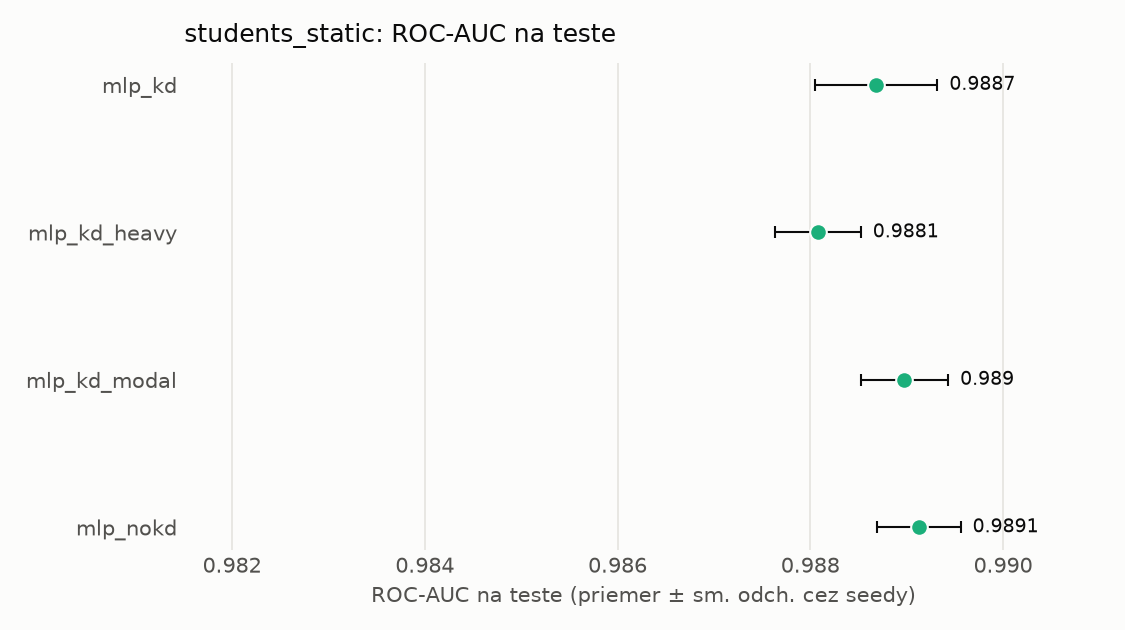 students_static: ROC-AUC na teste
mlp_kd
0.9887
mlp_kd_heavy
0.9881
mlp_kd_modal
0.989
mlp_nokd
0.9891
0.982 0.984 0.986 0.988 0.990
ROC-AUC na teste (priemer ± sm. odch. cez seedy)